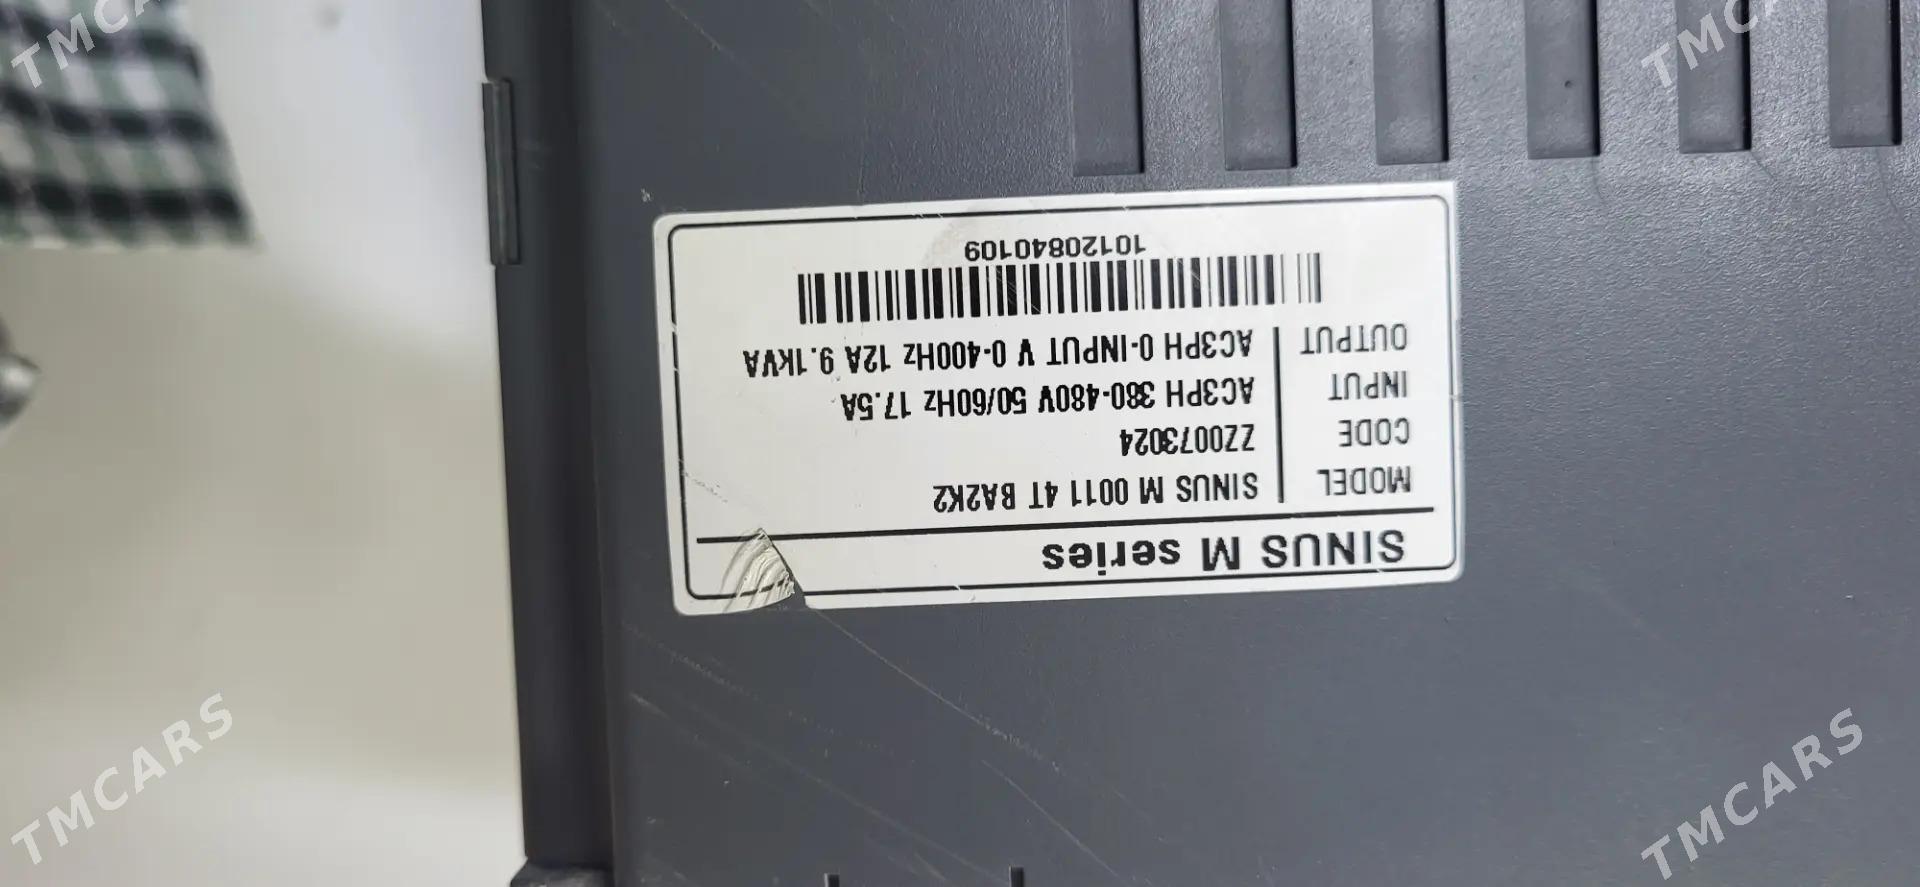 SINUS M series
MODEL SINUS M 0011 4T BA2K2
CODE ZZ0073024
INPUT AC3PH 380-480V 50/60Hz 17.5A
OUTPUT AC3PH 0-INPUT V 0-400Hz 12A 9.1KVA
10120840109
TMCARS
TMCARS
TMCARS
TMCARS